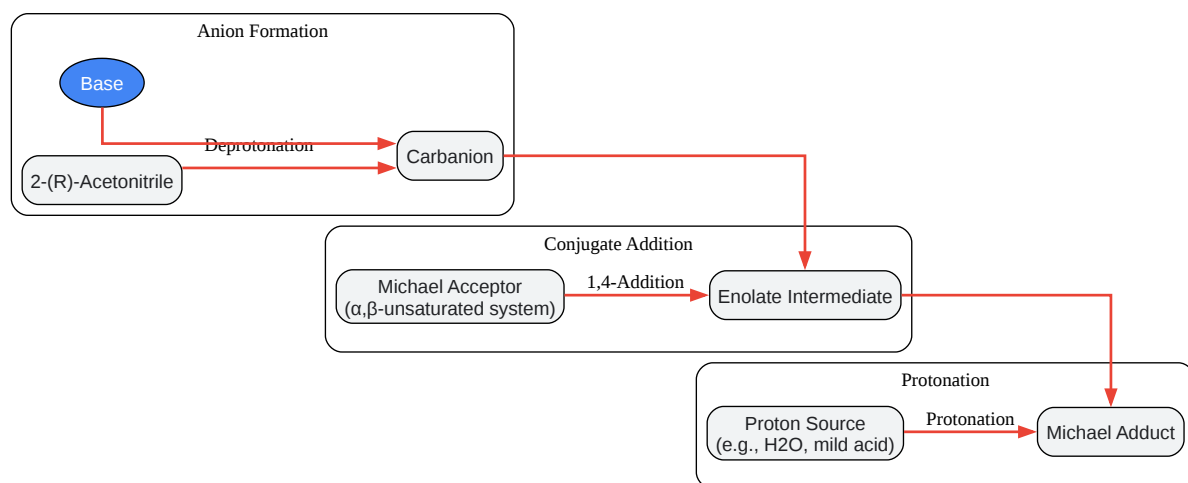 Anion Formation
Base
Deprotonation
2-(R)-Acetonitrile
Carbanion
Conjugate Addition
Michael Acceptor
(α,β-unsaturated system)
1,4-Addition
Enolate Intermediate
Protonation
Proton Source
(e.g., H2O, mild acid)
Protonation
Michael Adduct